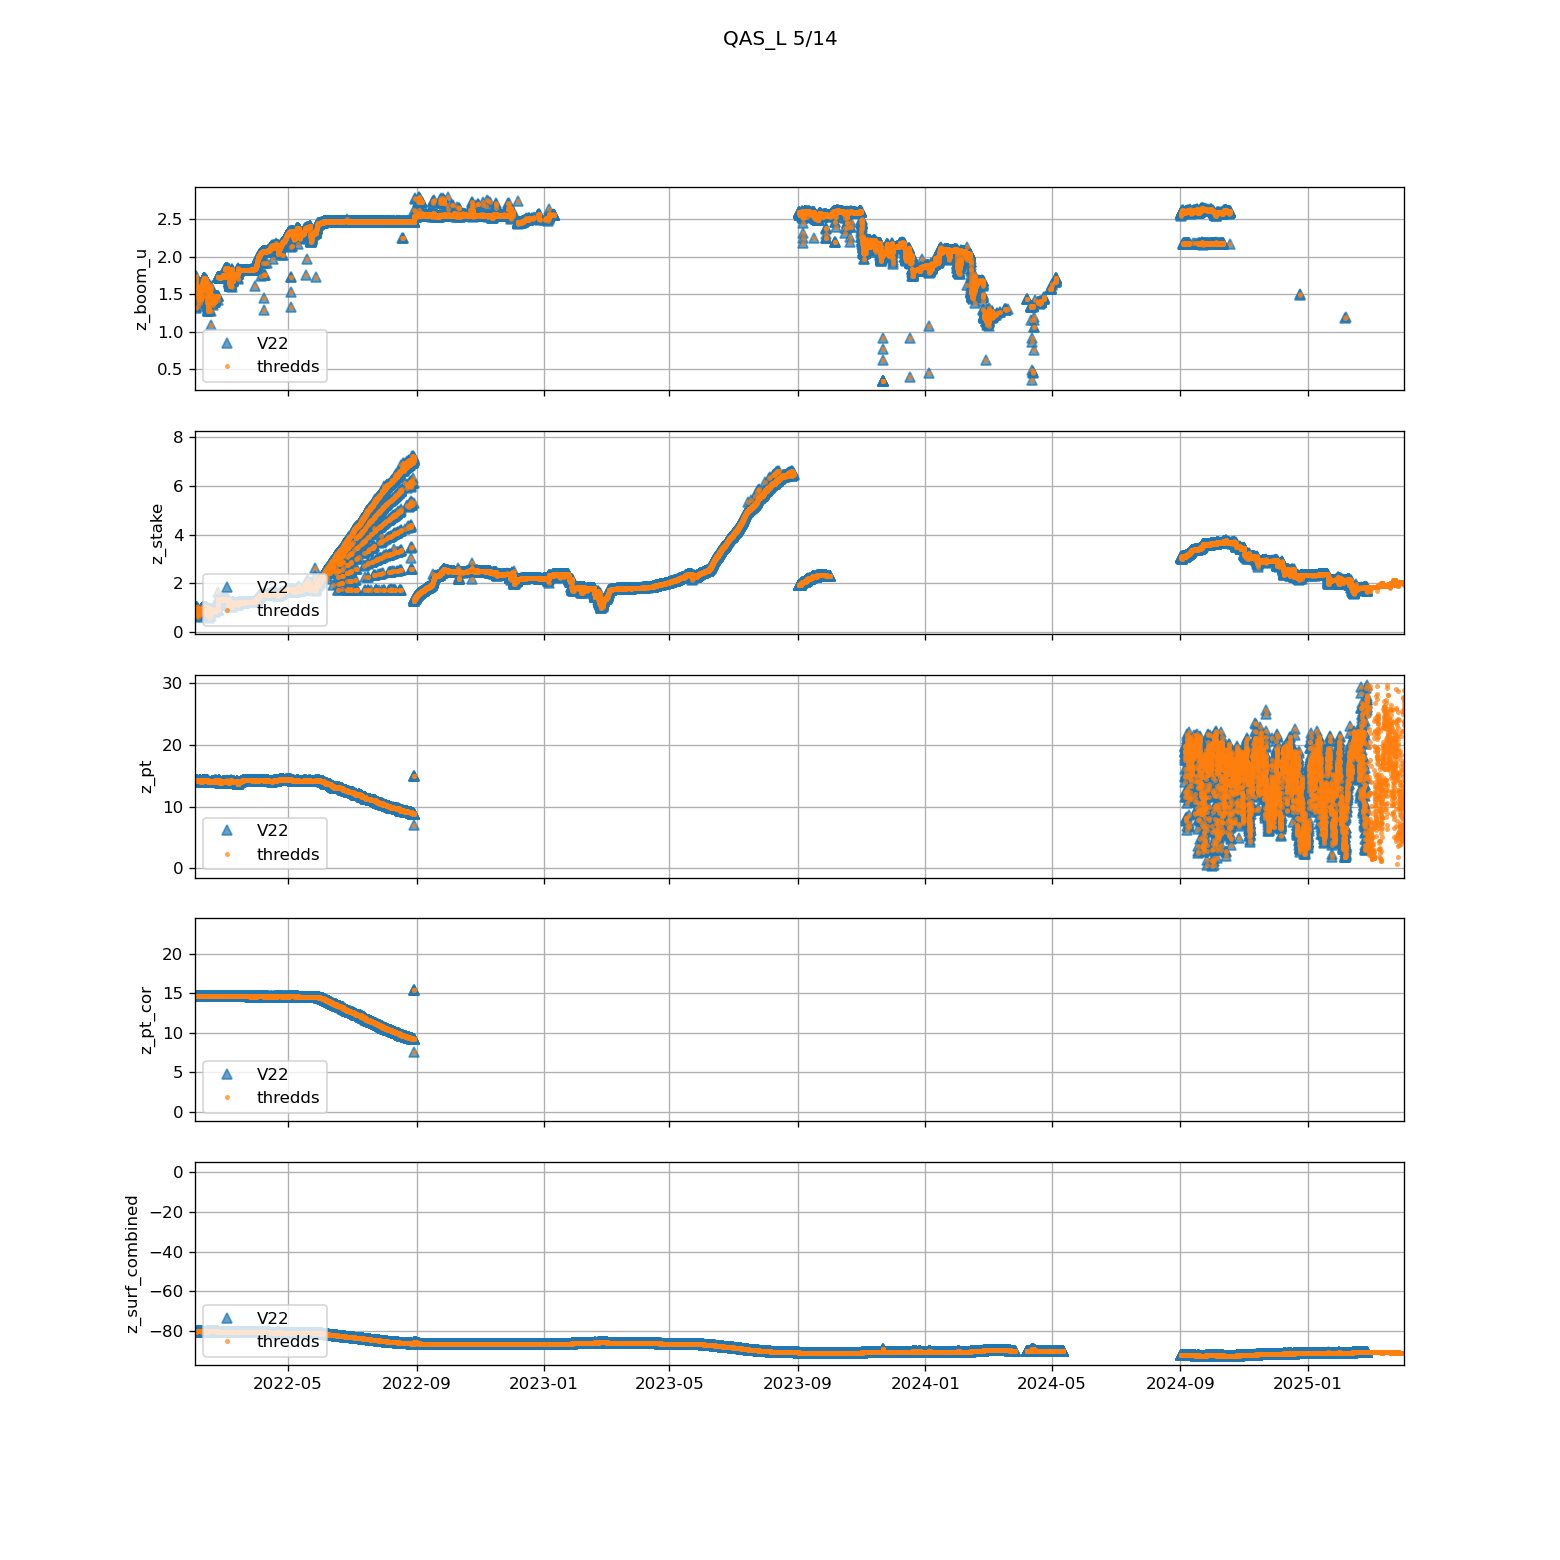 QAS_L 5/14
z_boom_u
2.5
2.0
1.5
1.0
0.5
V22
thredds
z_stake
8
6
4
2
0
V22
thredds
z_pt
30
20
10
0
V22
thredds
z_pt_cor
20
15
10
5
0
V22
thredds
z_surf_combined
0
−20
−40
−60
−80
V22
thredds
2022-05 2022-09 2023-01 2023-05 2023-09 2024-01 2024-05 2024-09 2025-01